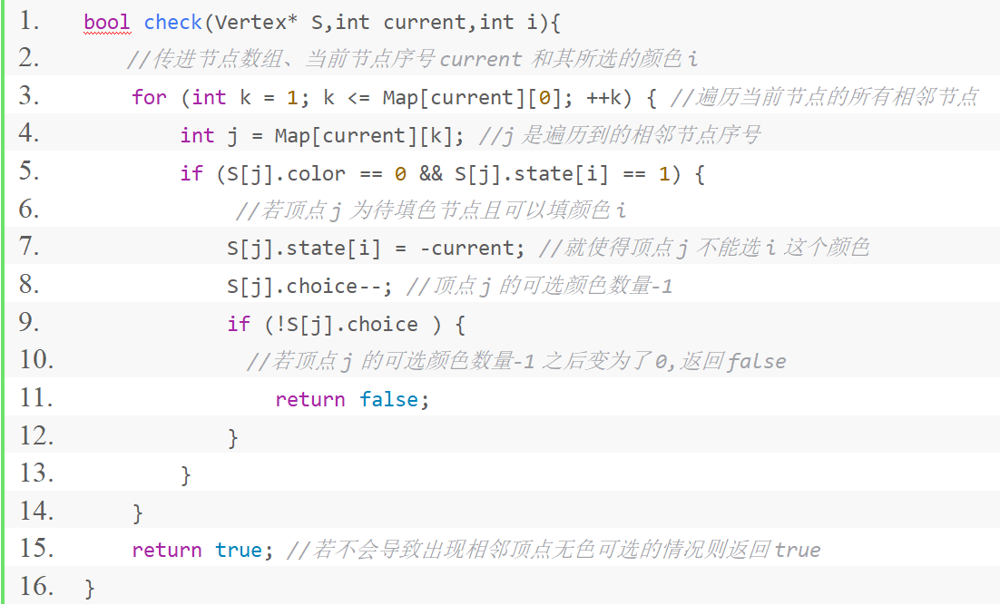 1. bool check(Vertex* S,int current,int i){
2. //传进节点数组、当前节点序号current 和其所选的颜色i
3. for (int k = 1; k <= Map[current][0]; ++k) { //遍历当前节点的所有相邻节点
4. int j = Map[current][k]; //j 是遍历到的相邻节点序号
5. if (S[j].color == 0 && S[j].state[i] == 1) {
6. //若顶点j 为待填色节点且可以填颜色i
7. S[j].state[i] = -current; //就使得顶点j 不能选i 这个颜色
8. S[j].choice--; //顶点j 的可选颜色数量-1
9. if (!S[j].choice ) {
10. //若顶点j 的可选颜色数量-1 之后变为了0,返回false
11. return false;
12. }
13. }
14. }
15. return true; //若不会导致出现相邻顶点无色可选的情况则返回true
16. }